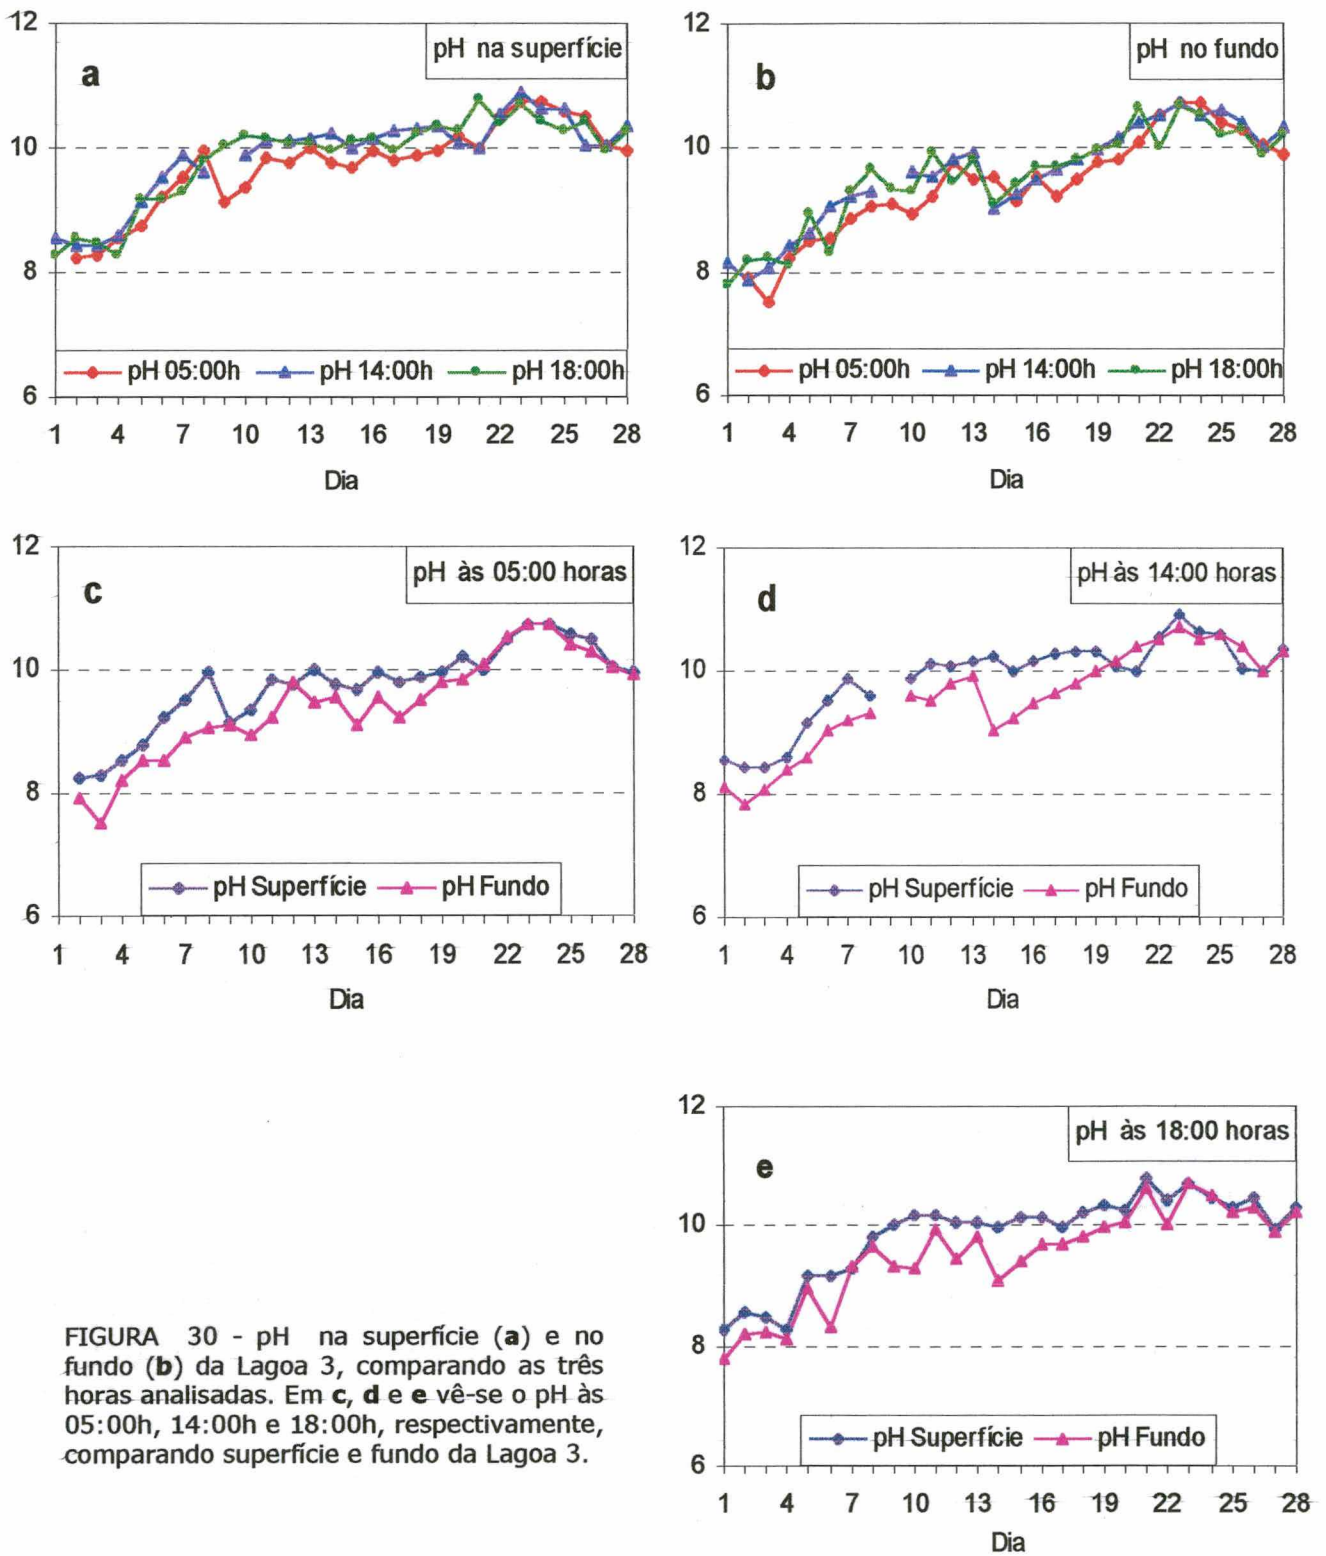 12
10
8
6
a
pH na superfície
pH 05:00h pH 14:00h pH 18:00h
1 4 7 10 13 16 19 22 25 28
Dia
12
10
8
6
b
pH no fundo
pH 05:00h pH 14:00h pH 18:00h
1 4 7 10 13 16 19 22 25 28
Dia
12
10
8
6
c
pH às 05:00 horas
pH Superfície pH Fundo
1 4 7 10 13 16 19 22 25 28
Dia
12
10
8
6
d
pH às 14:00 horas
pH Superfície pH Fundo
1 4 7 10 13 16 19 22 25 28
Dia
12
10
8
6
e
pH às 18:00 horas
pH Superfície pH Fundo
1 4 7 10 13 16 19 22 25 28
Dia
FIGURA 30 - pH na superfície (a) e no
fundo (b) da Lagoa 3, comparando as três
horas analisadas. Em c, d e e vê-se o pH às
05:00h, 14:00h e 18:00h, respectivamente,
comparando superfície e fundo da Lagoa 3.